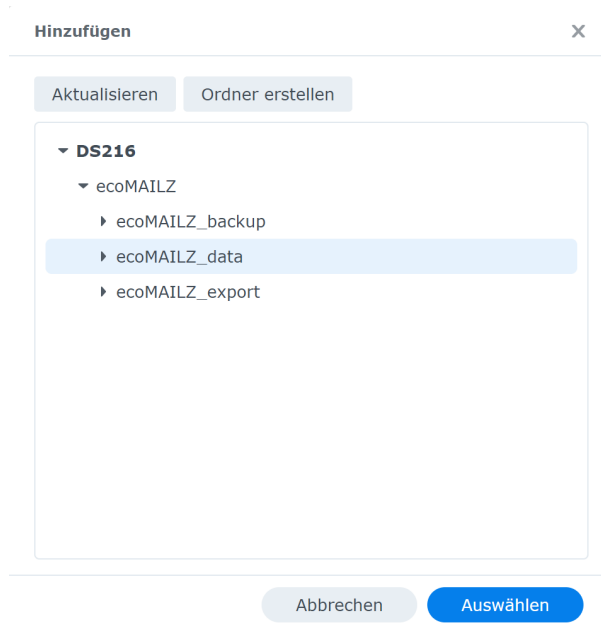 Hinzufügen
Aktualisieren Ordner erstellen
DS216
ecoMAILZ
ecoMAILZ_backup
ecoMAILZ_data
ecoMAILZ_export
Abbrechen Auswählen